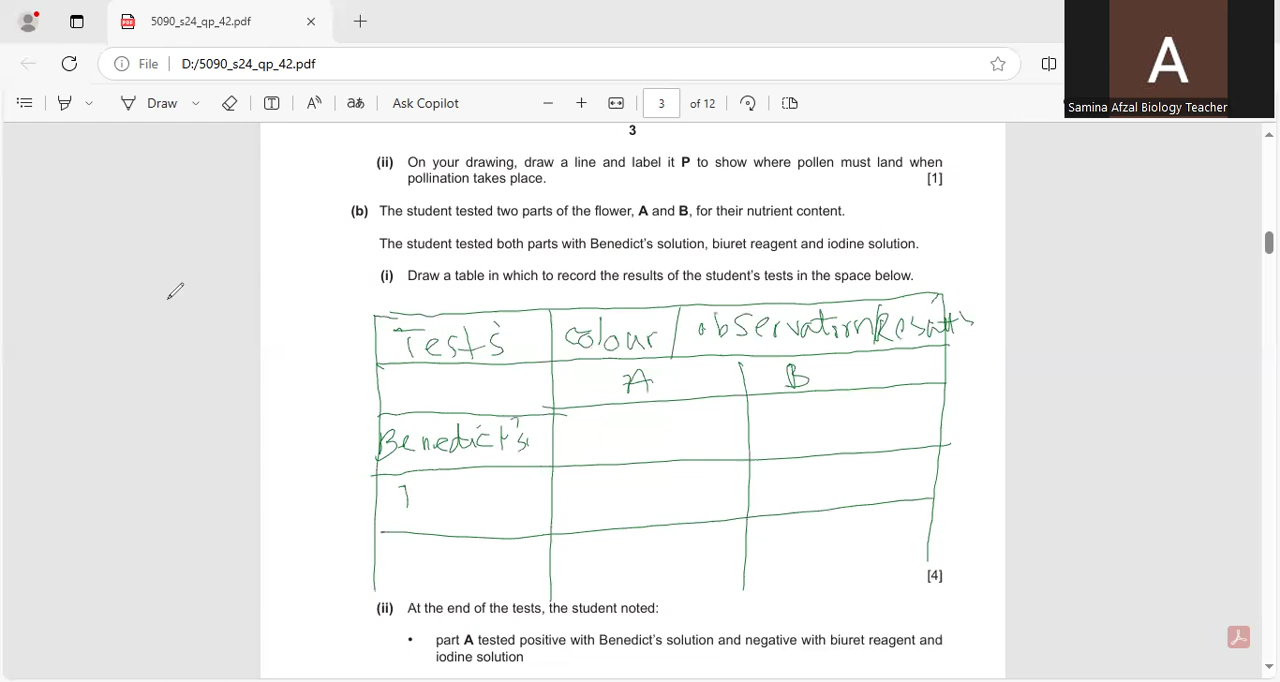 5090_s24_qp_42.pdf
File D:/5090_s24_qp_42.pdf
Draw Ask Copilot 3 of 12
A
Samina Afzal Biology Teacher
3
(ii) On your drawing, draw a line and label it P to show where pollen must land when
pollination takes place. [1]
(b) The student tested two parts of the flower, A and B, for their nutrient content.
The student tested both parts with Benedict's solution, biuret reagent and iodine solution.
(i) Draw a table in which to record the results of the student's tests in the space below.
Tests colour / observation/Results
A B
Benedict's
[4]
(ii) At the end of the tests, the student noted:
• part A tested positive with Benedict's solution and negative with biuret reagent and
iodine solution